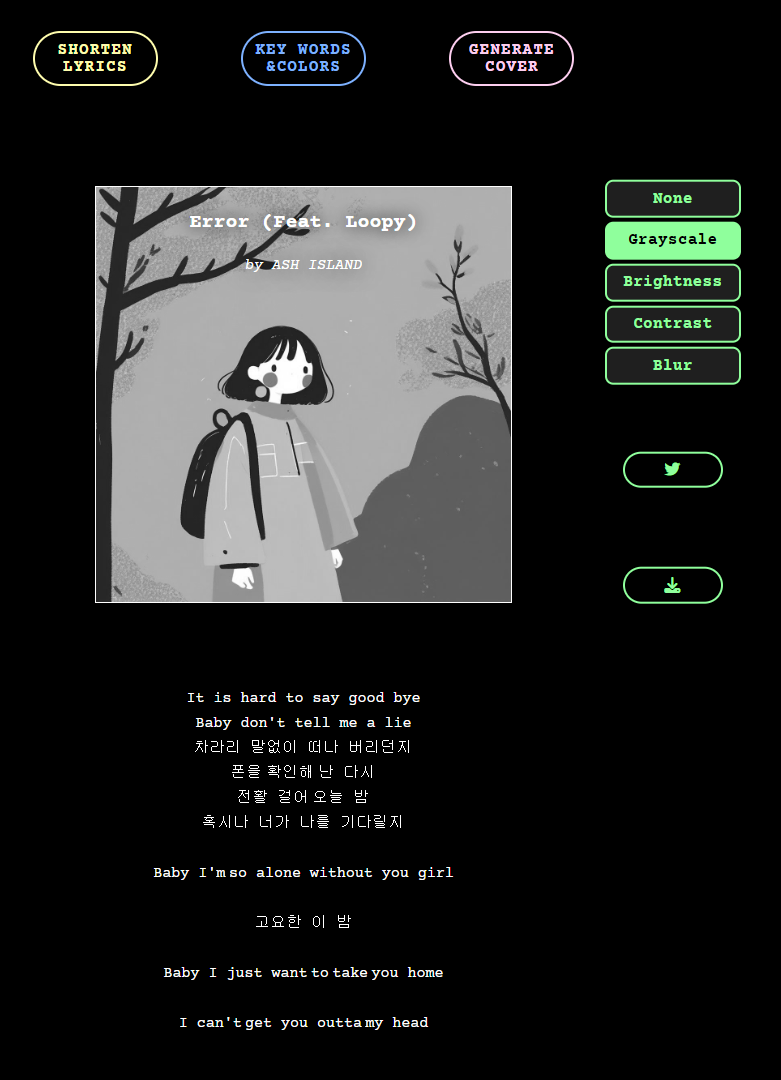 SHORTEN
LYRICS
KEY WORDS
&COLORS
GENERATE
COVER
Error (Feat. Loopy)
by ASH ISLAND
None
Grayscale
Brightness
Contrast
Blur
It is hard to say good bye
Baby don't tell me a lie
차라리 말없이 떠나 버리던지
폰을 확인해 난 다시
전활 걸어 오늘 밤
혹시나 너가 나를 기다릴지
Baby I'm so alone without you girl
고요한 이 밤
Baby I just want to take you home
I can't get you outta my head